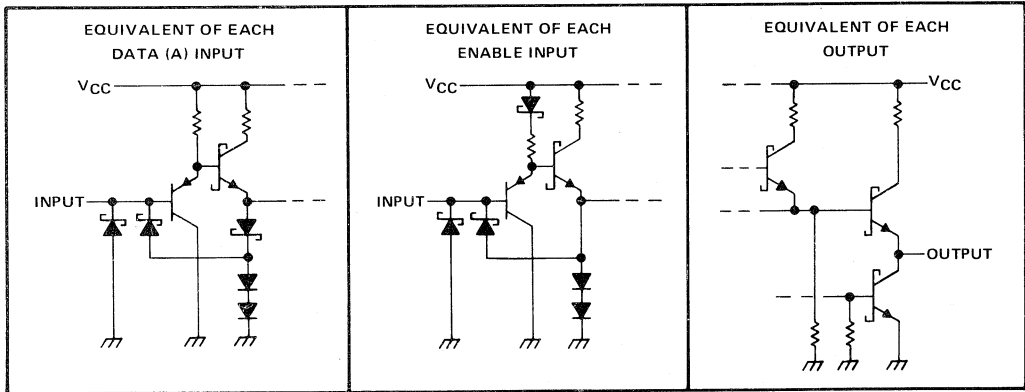 EQUIVALENT OF EACH
DATA (A) INPUT
VCC
INPUT
EQUIVALENT OF EACH
ENABLE INPUT
VCC
INPUT
EQUIVALENT OF EACH
OUTPUT
VCC
OUTPUT